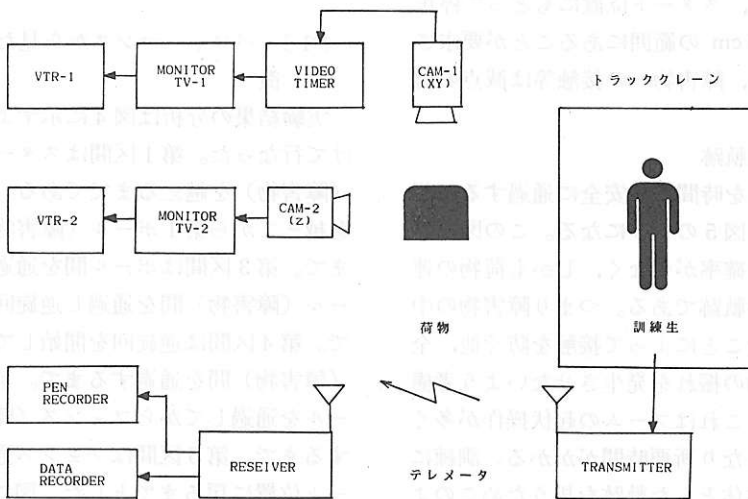 VTR-1
MONITOR
TV-1
VIDEO
TIMER
CAM-1
(XY)
トラッククレーン
VTR-2
MONITOR
TV-2
CAM-2
(Z)
荷物
訓練生
PEN
RECORDER
DATA
RECORDER
RESEIVER
テレメータ
TRANSMITTER